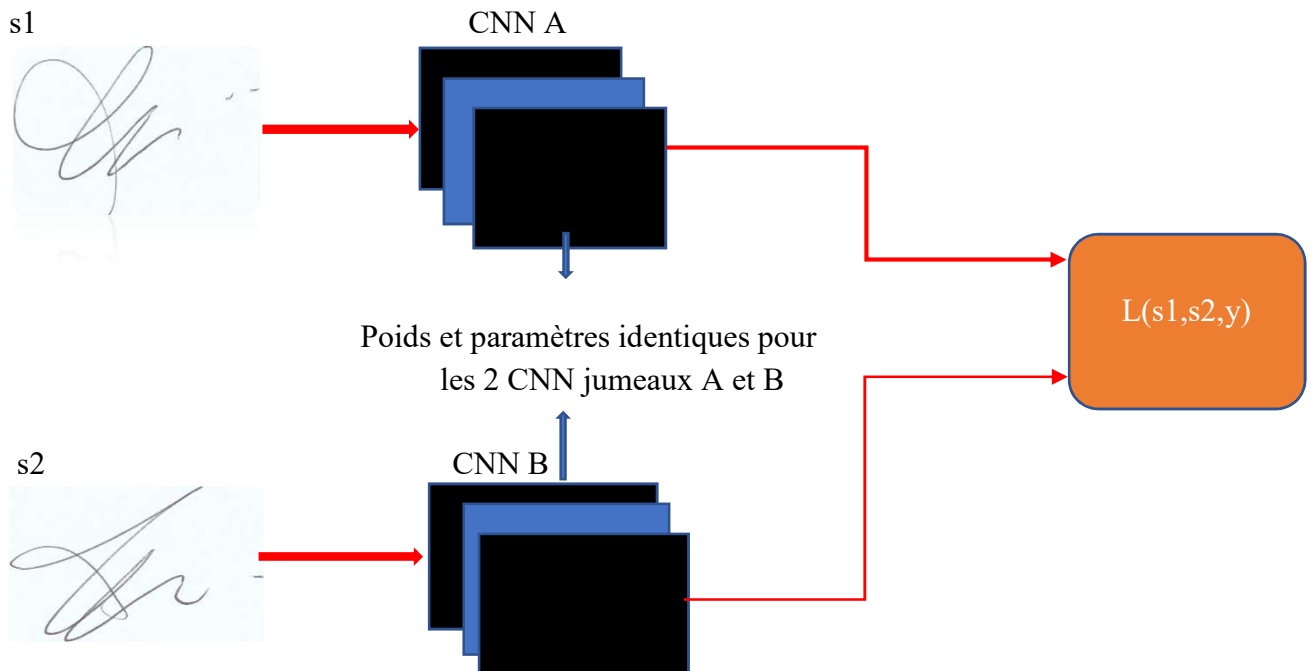 s1
CNN A
L(s1,s2,y)
Poids et paramètres identiques pour
les 2 CNN jumeaux A et B
s2
CNN B